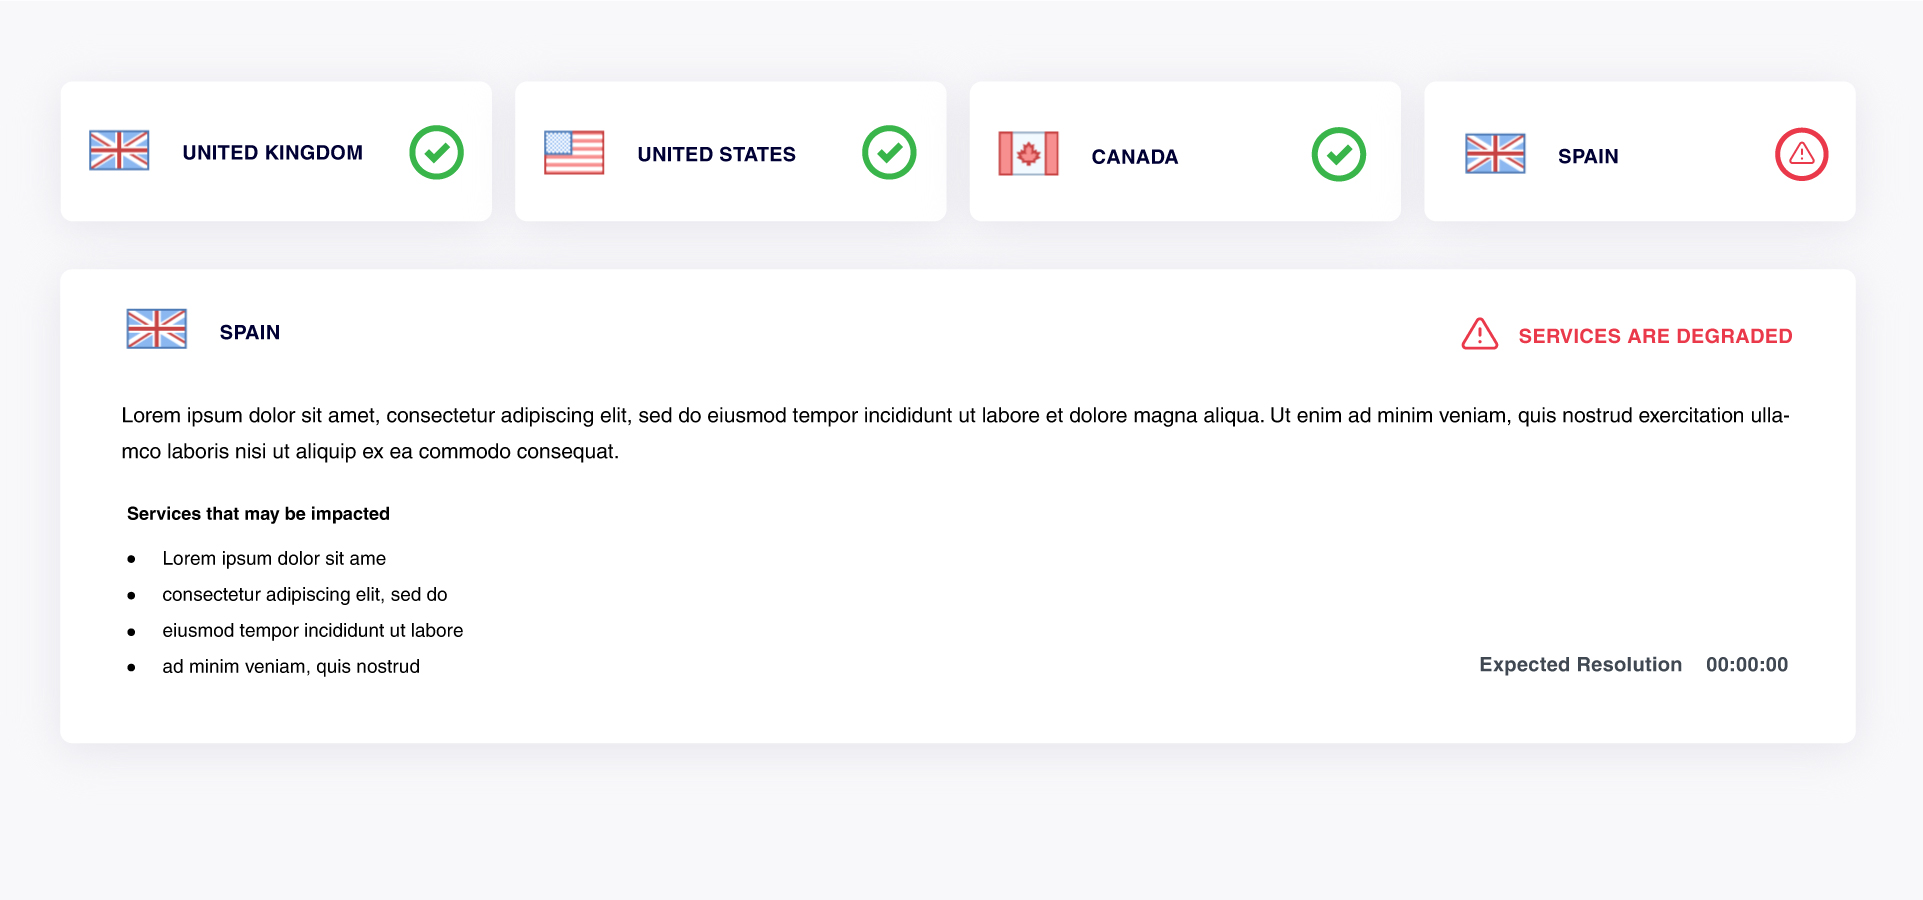 UNITED KINGDOM
UNITED STATES
CANADA
SPAIN
SPAIN
SERVICES ARE DEGRADED
Lorem ipsum dolor sit amet, consectetur adipiscing elit, sed do eiusmod tempor incididunt ut labore et dolore magna aliqua. Ut enim ad minim veniam, quis nostrud exercitation ulla-
mco laboris nisi ut aliquip ex ea commodo consequat.
Services that may be impacted
• Lorem ipsum dolor sit ame
• consectetur adipiscing elit, sed do
• eiusmod tempor incididunt ut labore
• ad minim veniam, quis nostrud
Expected Resolution 00:00:00